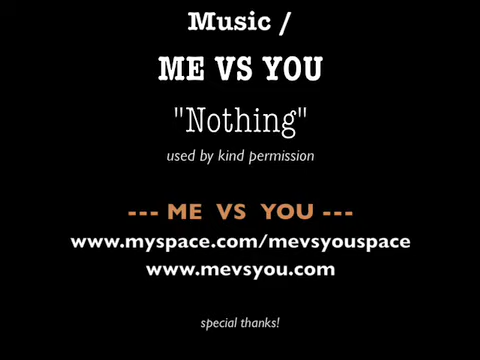 Music /
ME VS YOU
"Nothing"
used by kind permission
--- ME VS YOU ---
www.myspace.com/mevsyouspace
www.mevsyou.com
special thanks!